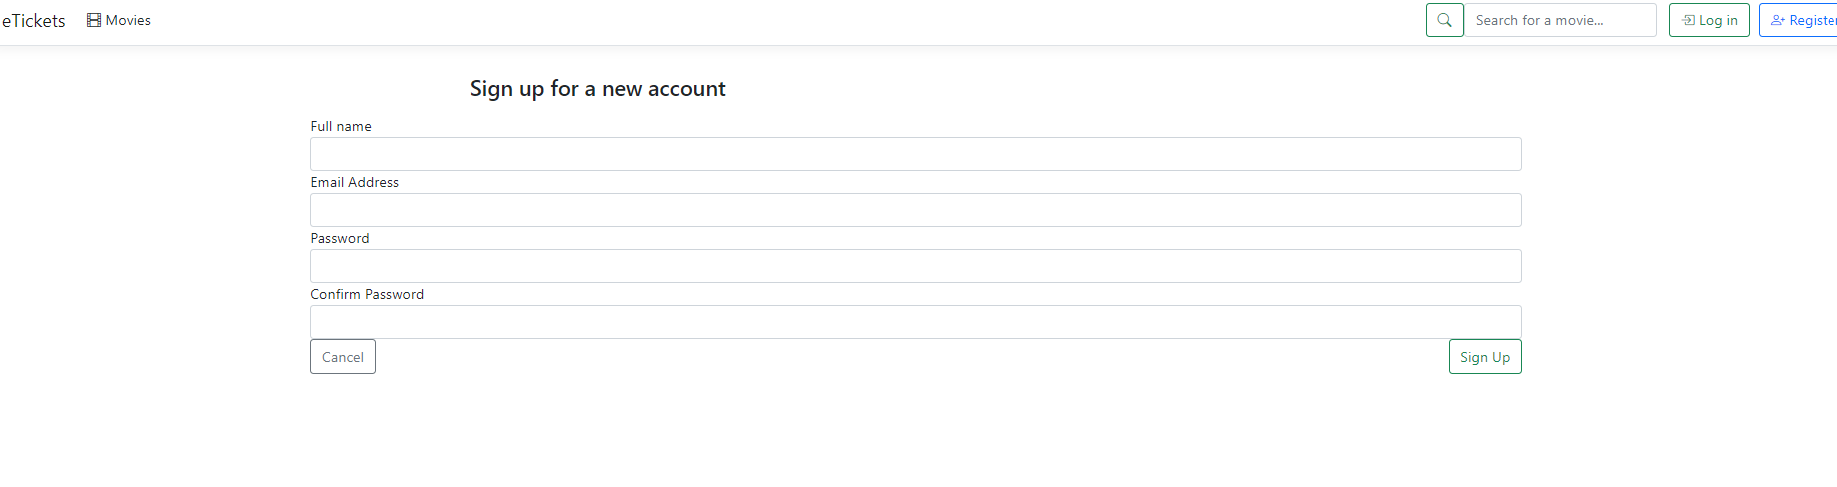 eTickets Movies Search for a movie... Log in Register
Sign up for a new account
Full name
Email Address
Password
Confirm Password
Cancel Sign Up